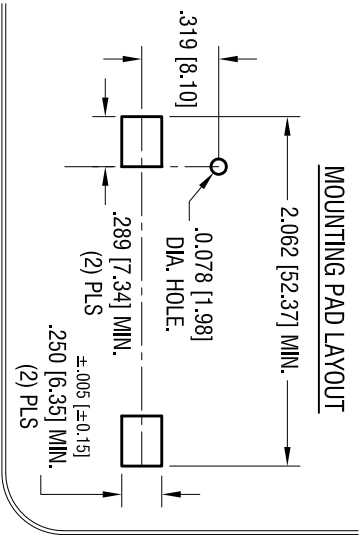 MOUNTING PAD LAYOUT
2.062 [52.37] MIN.
.319 [8.10]
.0.078 [1.98]
DIA. HOLE.
.289 [7.34] MIN.
(2) PLS
±.005 [±0.15]
.250 [6.35] MIN.
(2) PLS